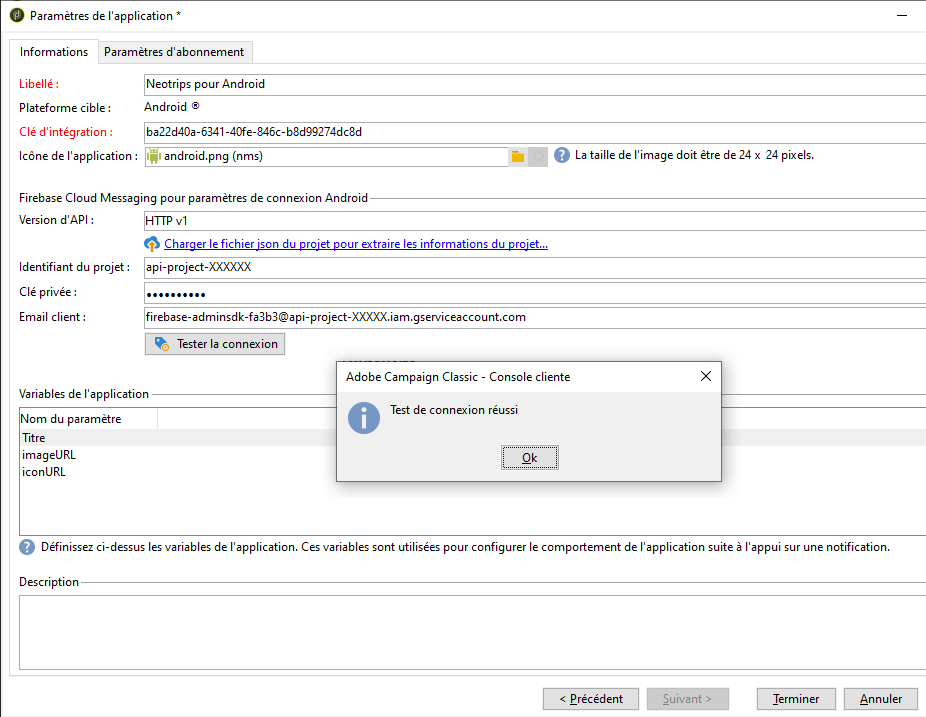 Paramètres de l'application *
Informations
Paramètres d'abonnement
Libellé :
Neotrips pour Android
Plateforme cible :
Android ®
Clé d'intégration :
ba22d40a-6341-40fe-846c-b8d99274dc8d
Icône de l'application :
android.png (nms)
La taille de l'image doit être de 24 x 24 pixels.
Firebase Cloud Messaging pour paramètres de connexion Android
Version d'API :
HTTP v1
Charger le fichier json du projet pour extraire les informations du projet...
Identifiant du projet :
api-project-XXXXXX
Clé privée :
••••••••••
Email client :
firebase-adminsdk-fa3b3@api-project-XXXXX.iam.gserviceaccount.com
Tester la connexion
Adobe Campaign Classic - Console cliente
Test de connexion réussi
Ok
Variables de l'application
Nom du paramètre
Titre
imageURL
iconURL
Définissez ci-dessus les variables de l'application. Ces variables sont utilisées pour configurer le comportement de l'application suite à l'appui sur une notification.
Description
< Précédent
Suivant >
Terminer
Annuler